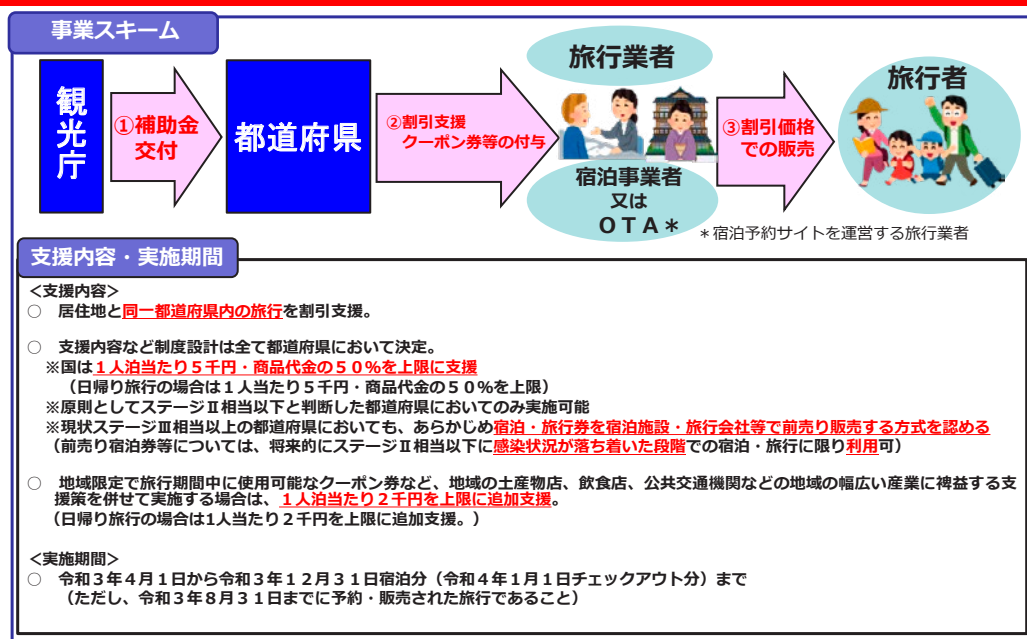 事業スキーム
観光庁
①補助金
交付
都道府県
②割引支援
クーポン券等の付与
旅行業者
宿泊事業者
又は
OTA＊
③割引価格
での販売
旅行者
＊宿泊予約サイトを運営する旅行業者
支援内容・実施期間
＜支援内容＞
○　居住地と同一都道府県内の旅行を割引支援。
○　支援内容など制度設計は全て都道府県において決定。
※国は１人泊当たり５千円・商品代金の５０％を上限に支援
（日帰り旅行の場合は１人当たり５千円・商品代金の５０％を上限）
※原則としてステージⅡ相当以下と判断した都道府県においてのみ実施可能
※現状ステージⅢ相当以上の都道府県においても、あらかじめ宿泊・旅行券を宿泊施設・旅行会社等で前売り販売する方式を認める
（前売り宿泊券等については、将来的にステージⅡ相当以下に感染状況が落ち着いた段階での宿泊・旅行に限り利用可）
○　地域限定で旅行期間中に使用可能なクーポン券など、地域の土産物店、飲食店、公共交通機関などの地域の幅広い産業に裨益する支
援策を併せて実施する場合は、１人泊当たり２千円を上限に追加支援。
（日帰り旅行の場合は1人当たり２千円を上限に追加支援。）
＜実施期間＞
○　令和３年４月１日から令和３年１２月３１日宿泊分（令和４年１月１日チェックアウト分）まで
（ただし、令和３年８月３１日までに予約・販売された旅行であること）